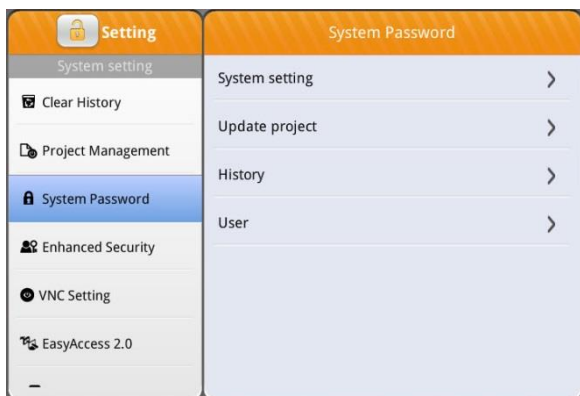 Setting
System setting
Clear History
Project Management
System Password
Enhanced Security
VNC Setting
EasyAccess 2.0
System Password
System setting
Update project
History
User